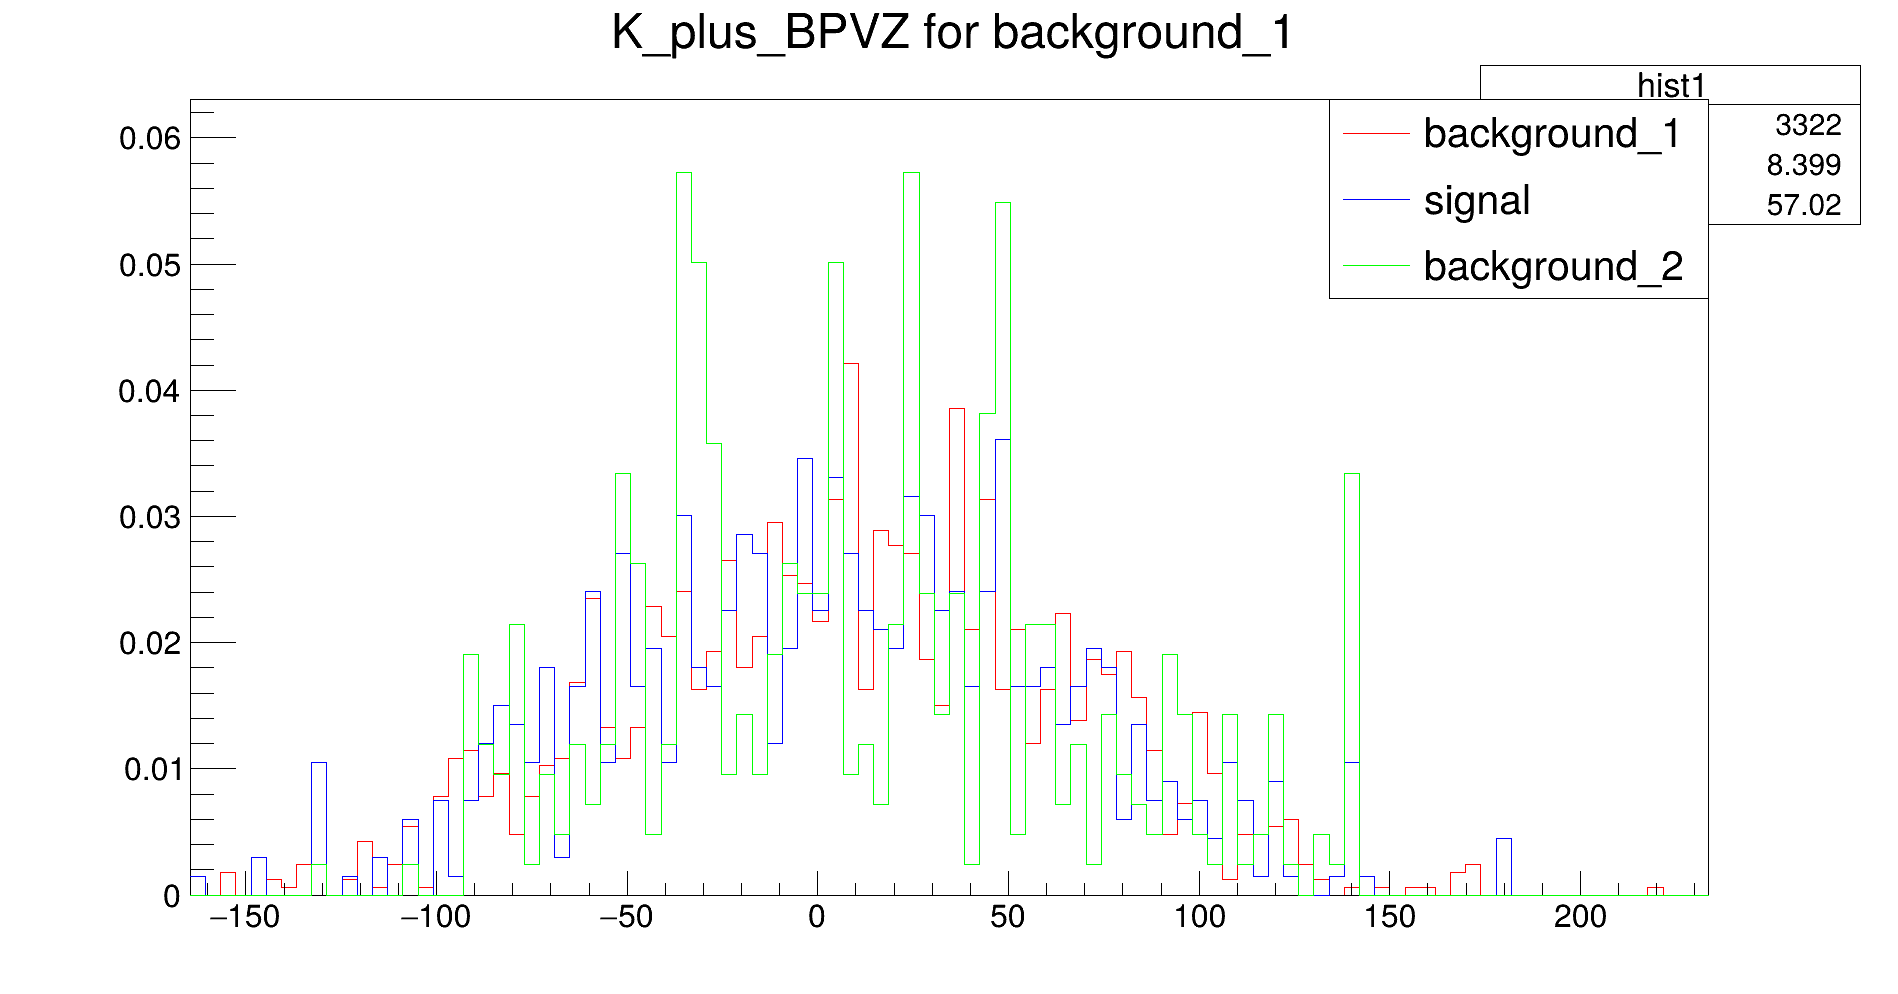 K_plus_BPVZ for background_1
hist1
3322
8.399
57.02
background_1
signal
background_2
0.06
0.05
0.04
0.03
0.02
0.01
0
−150 −100 −50 0 50 100 150 200